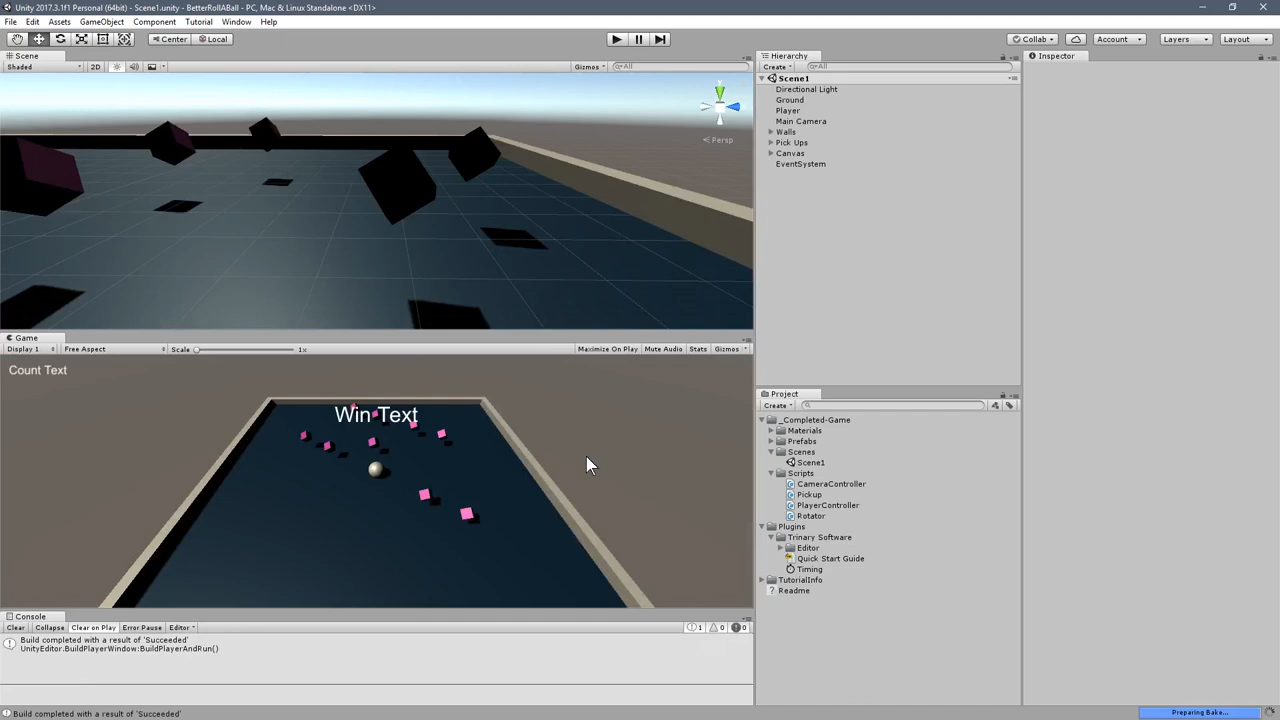 Unity 2017.3.1f1 Personal (64bit) - Scene1.unity - BetterRollABall - PC, Mac & Linux Standalone <DX11>
File Edit Assets GameObject Component Tutorial Window Help
Center Local
Collab Account Layers Layout
Scene
Shaded 2D Gizmos All
Persp
Game
Display 1 Free Aspect Scale 1x Maximize On Play Mute Audio Stats Gizmos
Count Text
Win Text
Console
Clear Collapse Clear on Play Error Pause Editor 1 0 0
Build completed with a result of 'Succeeded'
UnityEditor.BuildPlayerWindow:BuildPlayerAndRun()
Build completed with a result of 'Succeeded'
Hierarchy
Create All
Scene1
Directional Light
Ground
Player
Main Camera
Walls
Pick Ups
Canvas
EventSystem
Project
Create
_Completed-Game
Materials
Prefabs
Scenes
Scene1
Scripts
CameraController
Pickup
PlayerController
Rotator
Plugins
Trinary Software
Editor
Quick Start Guide
Timing
TutorialInfo
Readme
Inspector
Preparing Bake...